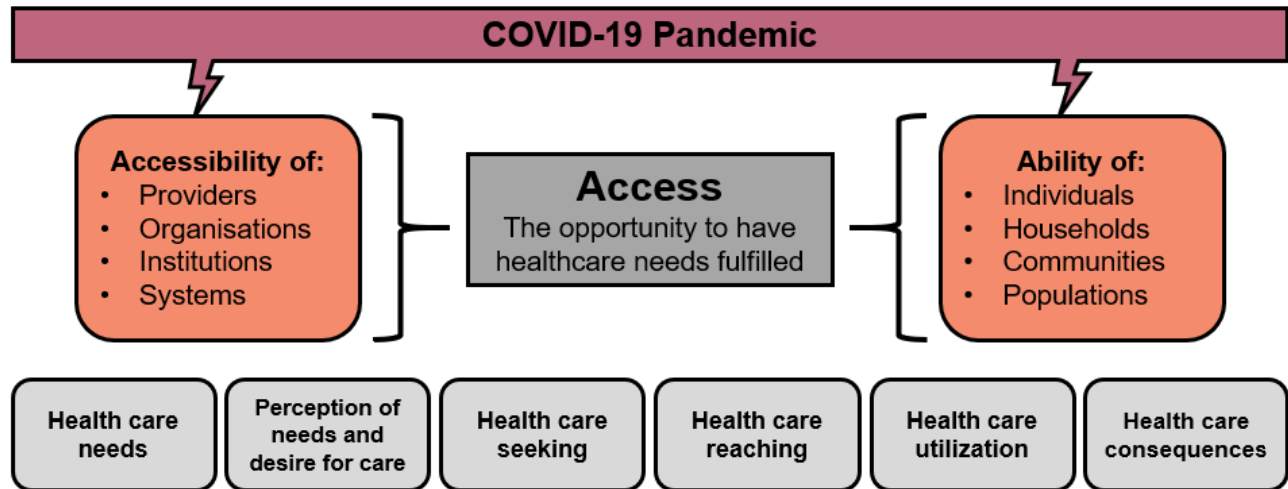 COVID-19 Pandemic
Accessibility of:
• Providers
• Organisations
• Institutions
• Systems
Access
The opportunity to have
healthcare needs fulfilled
Ability of:
• Individuals
• Households
• Communities
• Populations
Health care
needs
Perception of
needs and
desire for care
Health care
seeking
Health care
reaching
Health care
utilization
Health care
consequences